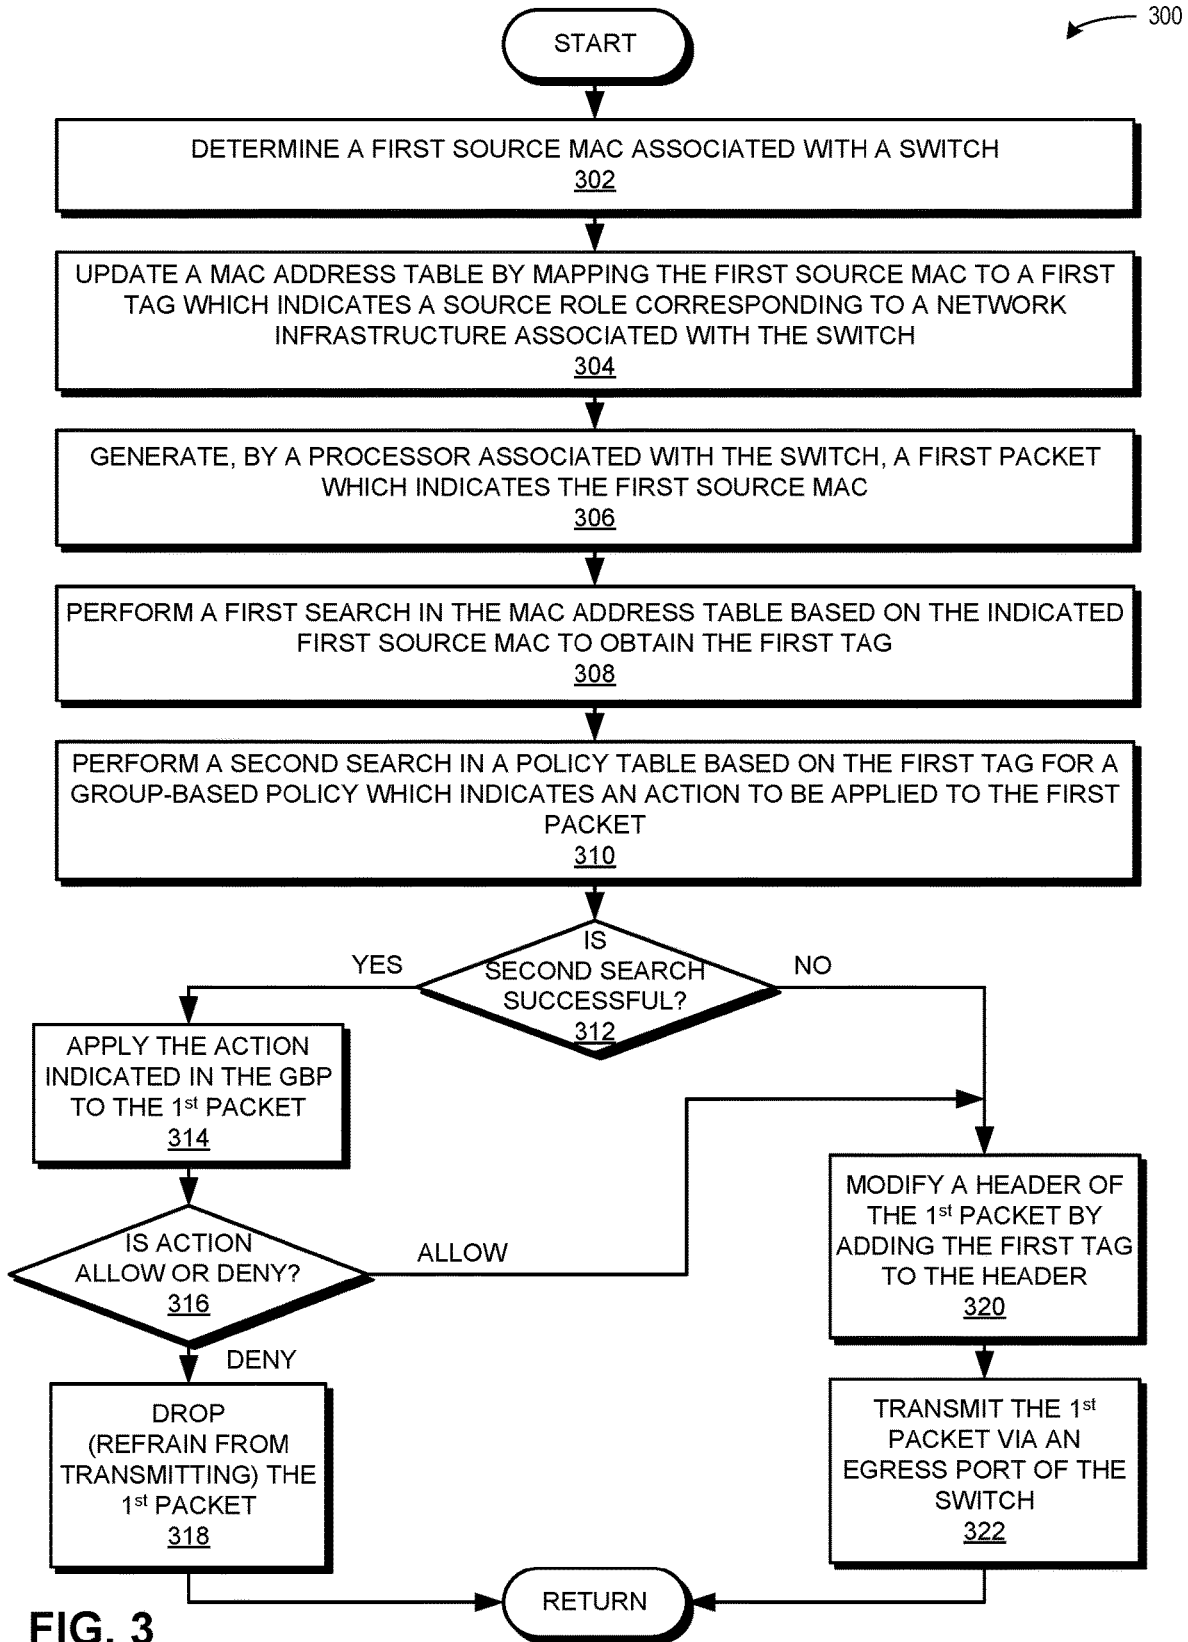 300
START
DETERMINE A FIRST SOURCE MAC ASSOCIATED WITH A SWITCH
302
UPDATE A MAC ADDRESS TABLE BY MAPPING THE FIRST SOURCE MAC TO A FIRST
TAG WHICH INDICATES A SOURCE ROLE CORRESPONDING TO A NETWORK
INFRASTRUCTURE ASSOCIATED WITH THE SWITCH
304
GENERATE, BY A PROCESSOR ASSOCIATED WITH THE SWITCH, A FIRST PACKET
WHICH INDICATES THE FIRST SOURCE MAC
306
PERFORM A FIRST SEARCH IN THE MAC ADDRESS TABLE BASED ON THE INDICATED
FIRST SOURCE MAC TO OBTAIN THE FIRST TAG
308
PERFORM A SECOND SEARCH IN A POLICY TABLE BASED ON THE FIRST TAG FOR A
GROUP-BASED POLICY WHICH INDICATES AN ACTION TO BE APPLIED TO THE FIRST
PACKET
310
IS
SECOND SEARCH
SUCCESSFUL?
312
YES
NO
APPLY THE ACTION
INDICATED IN THE GBP
TO THE 1st PACKET
314
IS ACTION
ALLOW OR DENY?
316
ALLOW
DENY
DROP
(REFRAIN FROM
TRANSMITTING) THE
1st PACKET
318
MODIFY A HEADER OF
THE 1st PACKET BY
ADDING THE FIRST TAG
TO THE HEADER
320
TRANSMIT THE 1st
PACKET VIA AN
EGRESS PORT OF THE
SWITCH
322
RETURN
FIG. 3